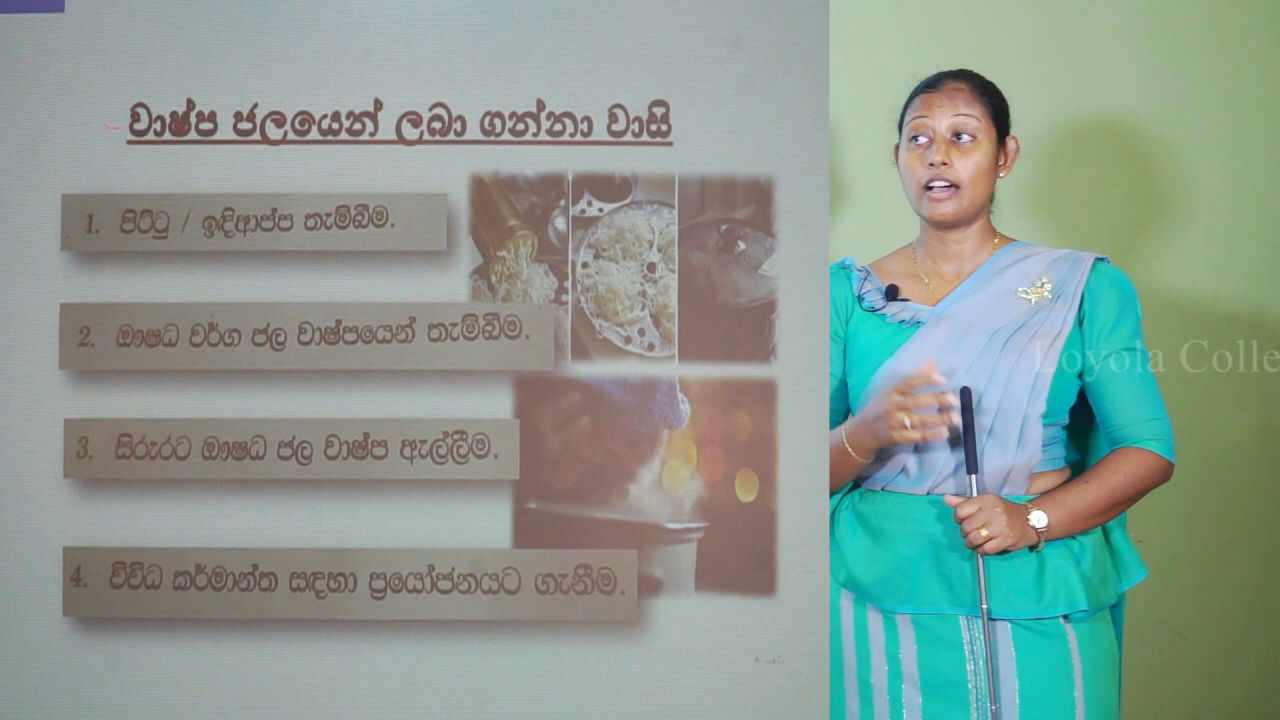 වාෂ්ප ජලයෙන් ලබා ගන්නා වාසි
1. පිට්ටු / ඉඳිආප්ප තැම්බීම.
2. ඖෂධ වර්ග ජල වාෂ්පයෙන් තැම්බීම.
3. සිරුරට ඖෂධ ජල වාෂ්ප ඇල්ලීම.
4. විවිධ කර්මාන්ත සඳහා ප්‍රයෝජනයට ගැනීම.
Loyola Colle